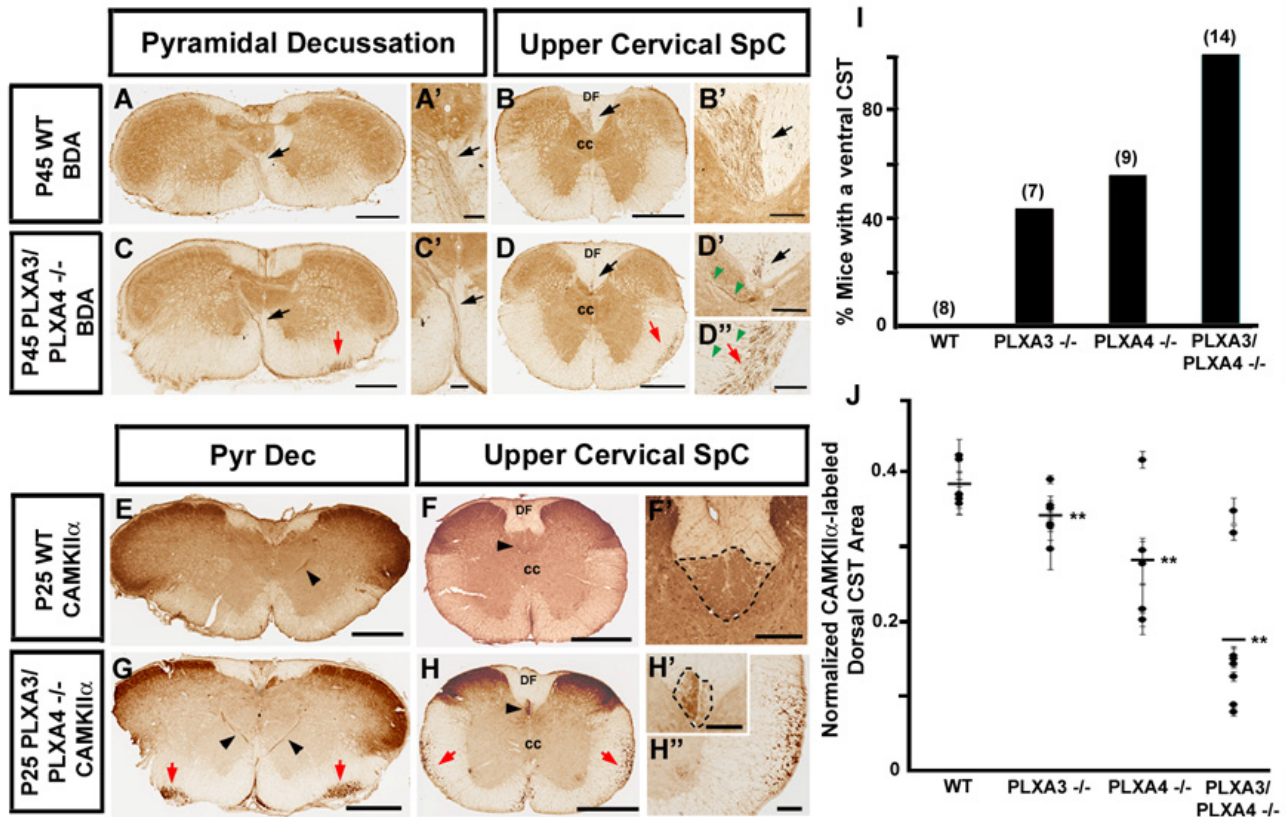 Pyramidal Decussation
Upper Cervical SpC
P45 WT
BDA
A
A'
B
DF
cc
B'
P45 PLXA3/
PLXA4 -/-
BDA
C
C'
D
DF
cc
D'
D"
Pyr Dec
Upper Cervical SpC
P25 WT
CAMKIIα
E
F
DF
cc
F'
P25 PLXA3/
PLXA4 -/-
CAMKIIα
G
H
DF
cc
H'
H"
I
% Mice with a ventral CST
80
40
0
(8)
(7)
(9)
(14)
WT
PLXA3 -/-
PLXA4 -/-
PLXA3/
PLXA4 -/-
J
Normalized CAMKIIα-labeled
Dorsal CST Area
0.4
0.2
0
**
**
**
WT
PLXA3 -/-
PLXA4 -/-
PLXA3/
PLXA4 -/-